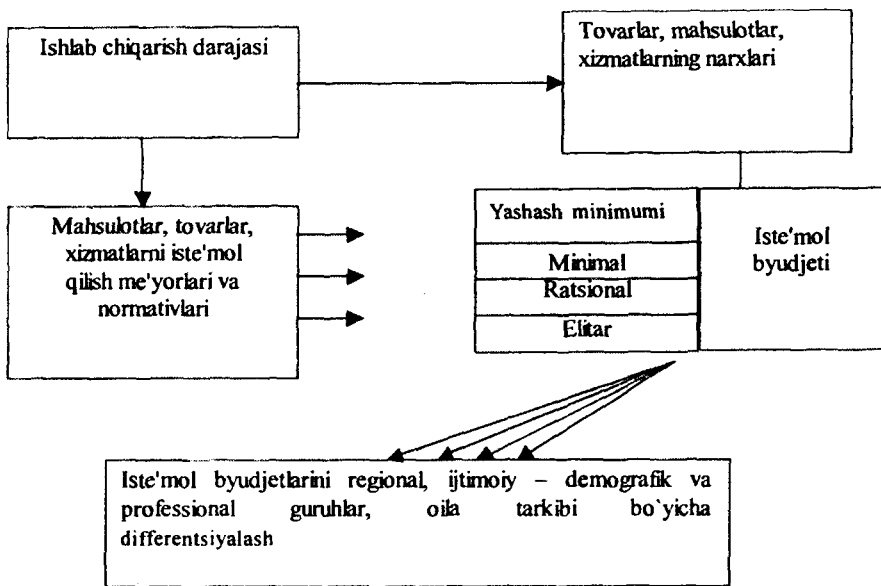 Ishlab chiqarish darajasi
Tovarlar, mahsulotlar,
xizmatlarning narxlari
Mahsulotlar, tovarlar,
xizmatlarni iste'mol
qilish me'yorlari va
normativlari
Yashash minimumi
Minimal
Ratsional
Elitar
Iste'mol
byudjeti
Iste'mol byudjetlarini regional, ijtimoiy – demografik va
professional guruhlar, oila tarkibi bo`yicha
differentsiyalash